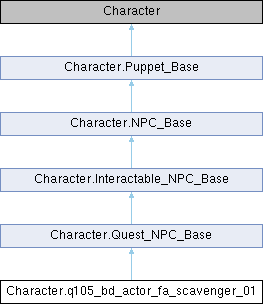 Character
Character.Puppet_Base
Character.NPC_Base
Character.Interactable_NPC_Base
Character.Quest_NPC_Base
Character.q105_bd_actor_fa_scavenger_01